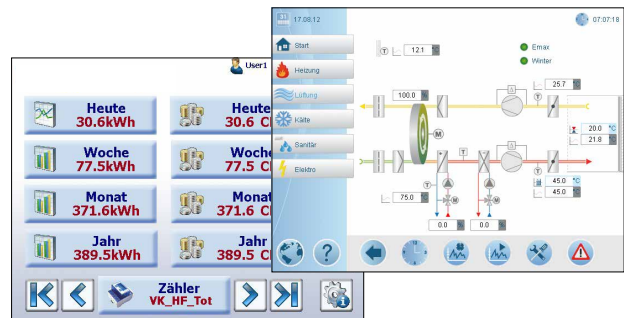 User1
Heute
30.6kWh
Heute
30.6 C
Woche
77.5kWh
Woche
77.5 C
Monat
371.6kWh
Monat
371.6 C
Jahr
389.5kWh
Jahr
389.5 C
Zähler
VK_HF_Tot
17.08.12
07:07:18
Start
Heizung
Lüftung
Kälte
Sanitär
Elektro
T
12.1
Emax
Winter
25.7
T
100.0
M
20.0 °C
21.8
T
T
T
45.0 °C
45.0
75.0
M
M
0.0
0.0
?